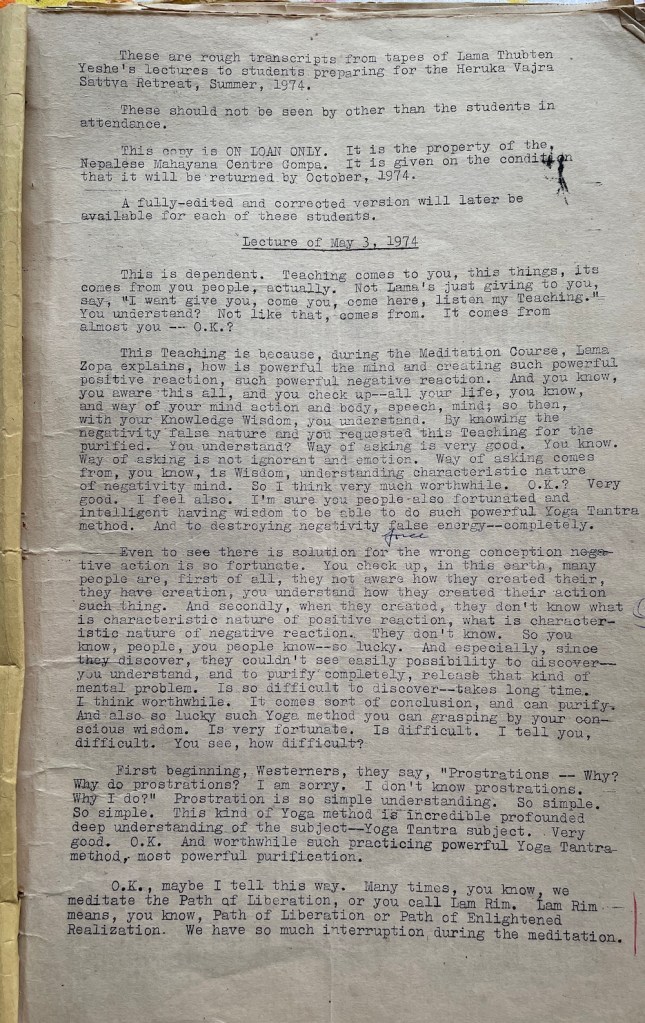 These are rough transcripts from tapes of Lama Thubten
Yeshe's lectures to students preparing for the Heruka Vajra
Sattva Retreat, Summer, 1974.
These should not be seen by other than the students in
attendance.
This copy is ON LOAN ONLY. It is the property of the
Nepalese Mahayana Centre Gompa. It is given on the condition
that it will be returned by October, 1974.
A fully-edited and corrected version will later be
available for each of these students.
Lecture of May 3, 1974
This is dependent. Teaching comes to you, this things, its
comes from you people, actually. Not Lama's just giving to you,
say, "I want give you, come you, come here, listen my Teaching."
You understand? Not like that, comes from. It comes from
almost you -- O.K.?
This Teaching is because, during the Meditation Course, Lama
Zopa explains, how is powerful the mind and creating such powerful
positive reaction, such powerful negative reaction. And you know,
you aware this all, and you check up--all your life, you know,
and way of your mind action and body, speech, mind; so then,
with your Knowledge Wisdom, you understand. By knowing the
negativity false nature and you requested this Teaching for the
purified. You understand? Way of asking is very good. You know.
Way of asking is not ignorant and emotion. Way of asking comes
from, you know, is Wisdom, understanding characteristic nature
of negativity mind. So I think very much worthwhile. O.K.? Very
good. I feel also. I'm sure you people also fortunated and
intelligent having wisdom to be able to do such powerful Yoga Tantra
method. And to destroying negativity false energy--completely.
force
Even to see there is solution for the wrong conception nega-
tive action is so fortunate. You check up, in this earth, many
people are, first of all, they not aware how they created their,
they have creation, you understand how they created their action
such thing. And secondly, when they created, they don't know what
is characteristic nature of positive reaction, what is character-
istic nature of negative reaction. They don't know. So you
know, people, you people know--so lucky. And especially, since
they discover, they couldn't see easily possibility to discover--
you understand, and to purify completely, release that kind of
mental problem. Is so difficult to discover--takes long time.
I think worthwhile. It comes sort of conclusion, and can purify.
And also so lucky such Yoga method you can grasping by your con-
scious wisdom. Is very fortunate. Is difficult. I tell you,
difficult. You see, how difficult?
First beginning, Westerners, they say, "Prostrations -- Why?
Why do prostrations? I am sorry. I don't know prostrations.
Why I do?" Prostration is so simple understanding. So simple.
So simple. This kind of Yoga method is incredible profounded
deep understanding of the subject--Yoga Tantra subject. Very
good. O.K. And worthwhile such practicing powerful Yoga Tantra
method, most powerful purification.
O.K., maybe I tell this way. Many times, you know, we
meditate the Path of Liberation, or you call Lam Rim. Lam Rim
means, you know, Path of Liberation or Path of Enlightened
Realization. We have so much interruption during the meditation.